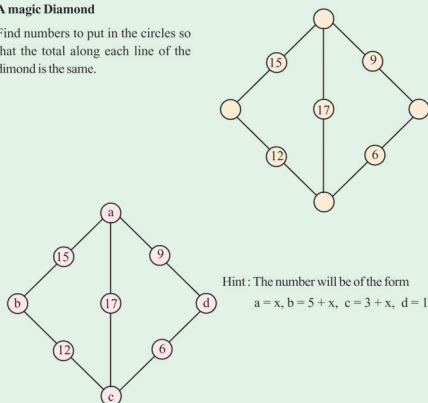 A magic Diamond
Find numbers to put in the circles so
that the total along each line of the
dimond is the same.
15
9
17
12
6
a
15
9
b
17
d
12
6
c
Hint : The number will be of the form
a = x, b = 5 + x, c = 3 + x, d = 1